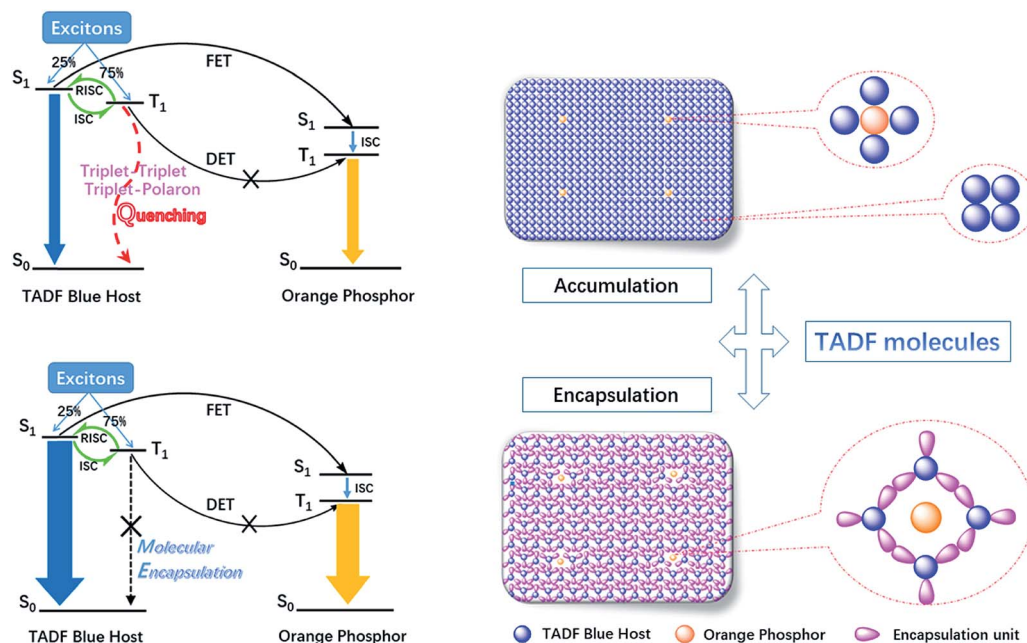 Excitons
25%
75%
S1
RISC
ISC
T1
FET
S1
ISC
T1
DET
Triplet-Triplet
Triplet-Polaron
Quenching
S0
S0
TADF Blue Host
Orange Phosphor
Excitons
25%
75%
S1
RISC
ISC
T1
FET
S1
ISC
T1
DET
Molecular
Encapsulation
S0
S0
TADF Blue Host
Orange Phosphor
Accumulation
TADF molecules
Encapsulation
TADF Blue Host
Orange Phosphor
Encapsulation unit